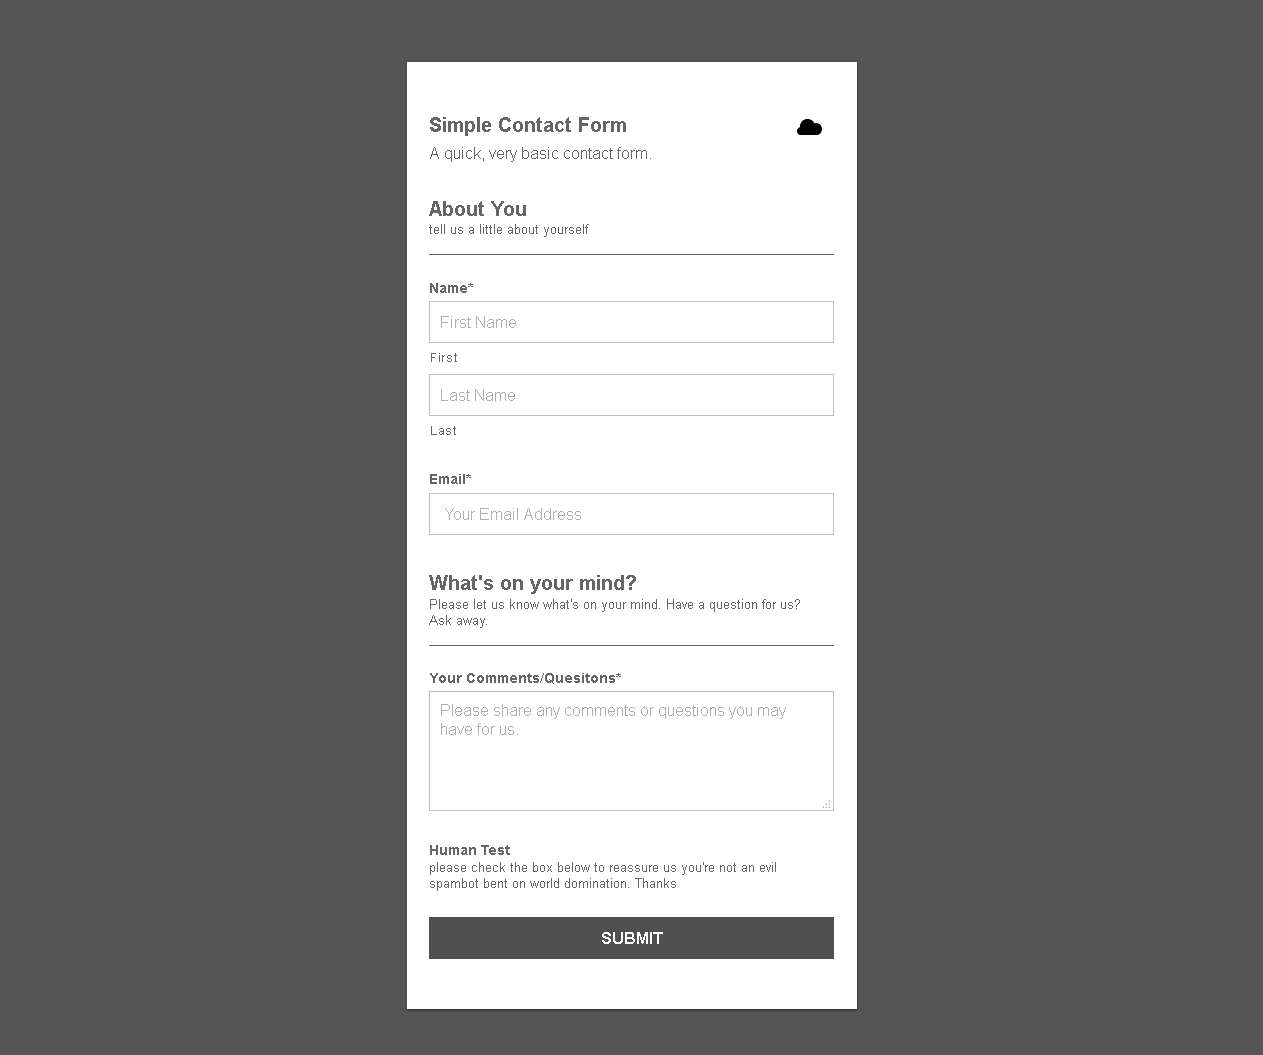 Simple Contact Form
A quick, very basic contact form.
About You
tell us a little about yourself
Name*
First Name
First
Last Name
Last
Email*
Your Email Address
What's on your mind?
Please let us know what's on your mind. Have a question for us?
Ask away.
Your Comments/Quesitons*
Please share any comments or questions you may
have for us.
Human Test
please check the box below to reassure us you're not an evil
spambot bent on world domination. Thanks
SUBMIT